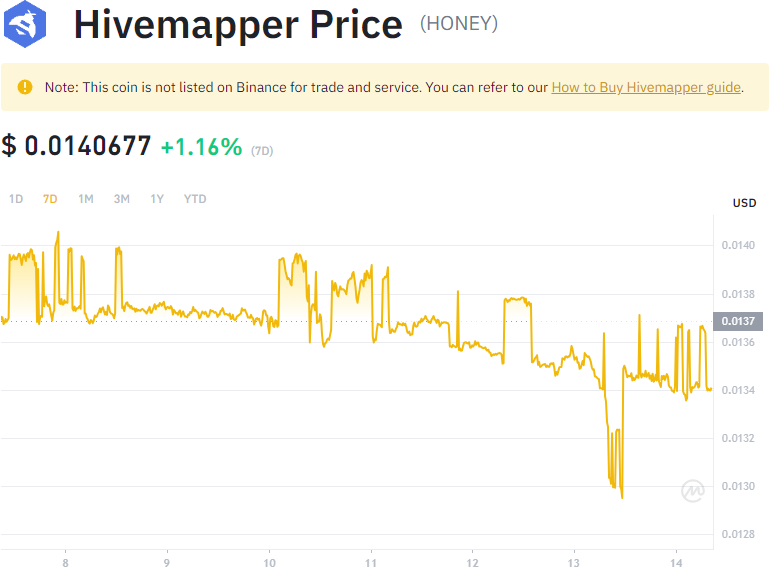 Hivemapper Price (HONEY)
Note: This coin is not listed on Binance for trade and service. You can refer to our How to Buy Hivemapper guide.
$ 0.0140677 +1.16% (7D)
1D 7D 1M 3M 1Y YTD
USD
0.0140
0.0138
0.0137
0.0136
0.0134
0.0132
0.0130
0.0128
8 9 10 11 12 13 14